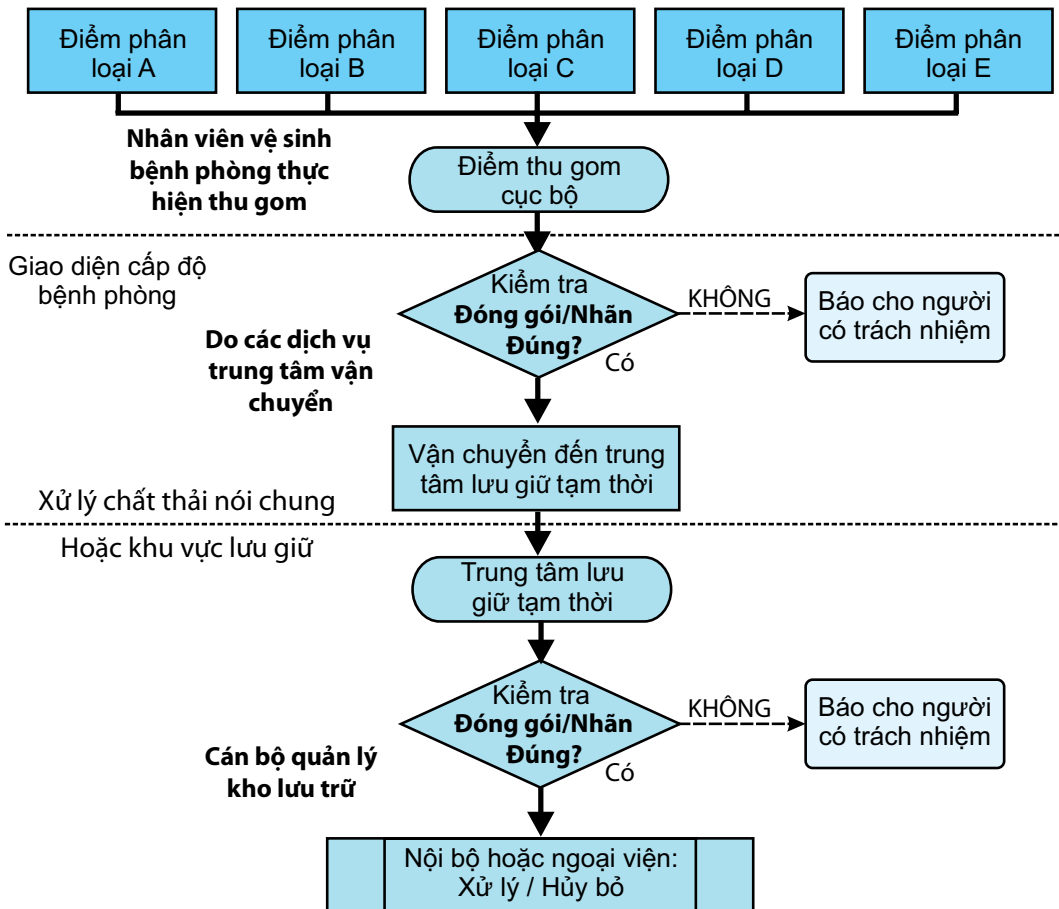 Điểm phân
loại A
Điểm phân
loại B
Điểm phân
loại C
Điểm phân
loại D
Điểm phân
loại E
Nhân viên vệ sinh
bệnh phòng thực
hiện thu gom
Điểm thu gom
cục bộ
Giao diện cấp độ
bệnh phòng
Kiểm tra
Đóng gói/Nhãn
Đúng?
KHÔNG
Báo cho người
có trách nhiệm
Có
Do các dịch vụ
trung tâm vận
chuyển
Vận chuyển đến trung
tâm lưu giữ tạm thời
Xử lý chất thải nói chung
Hoặc khu vực lưu giữ
Trung tâm lưu
giữ tạm thời
Kiểm tra
Đóng gói/Nhãn
Đúng?
KHÔNG
Báo cho người
có trách nhiệm
Có
Cán bộ quản lý
kho lưu trữ
Nội bộ hoặc ngoại viện:
Xử lý / Hủy bỏ